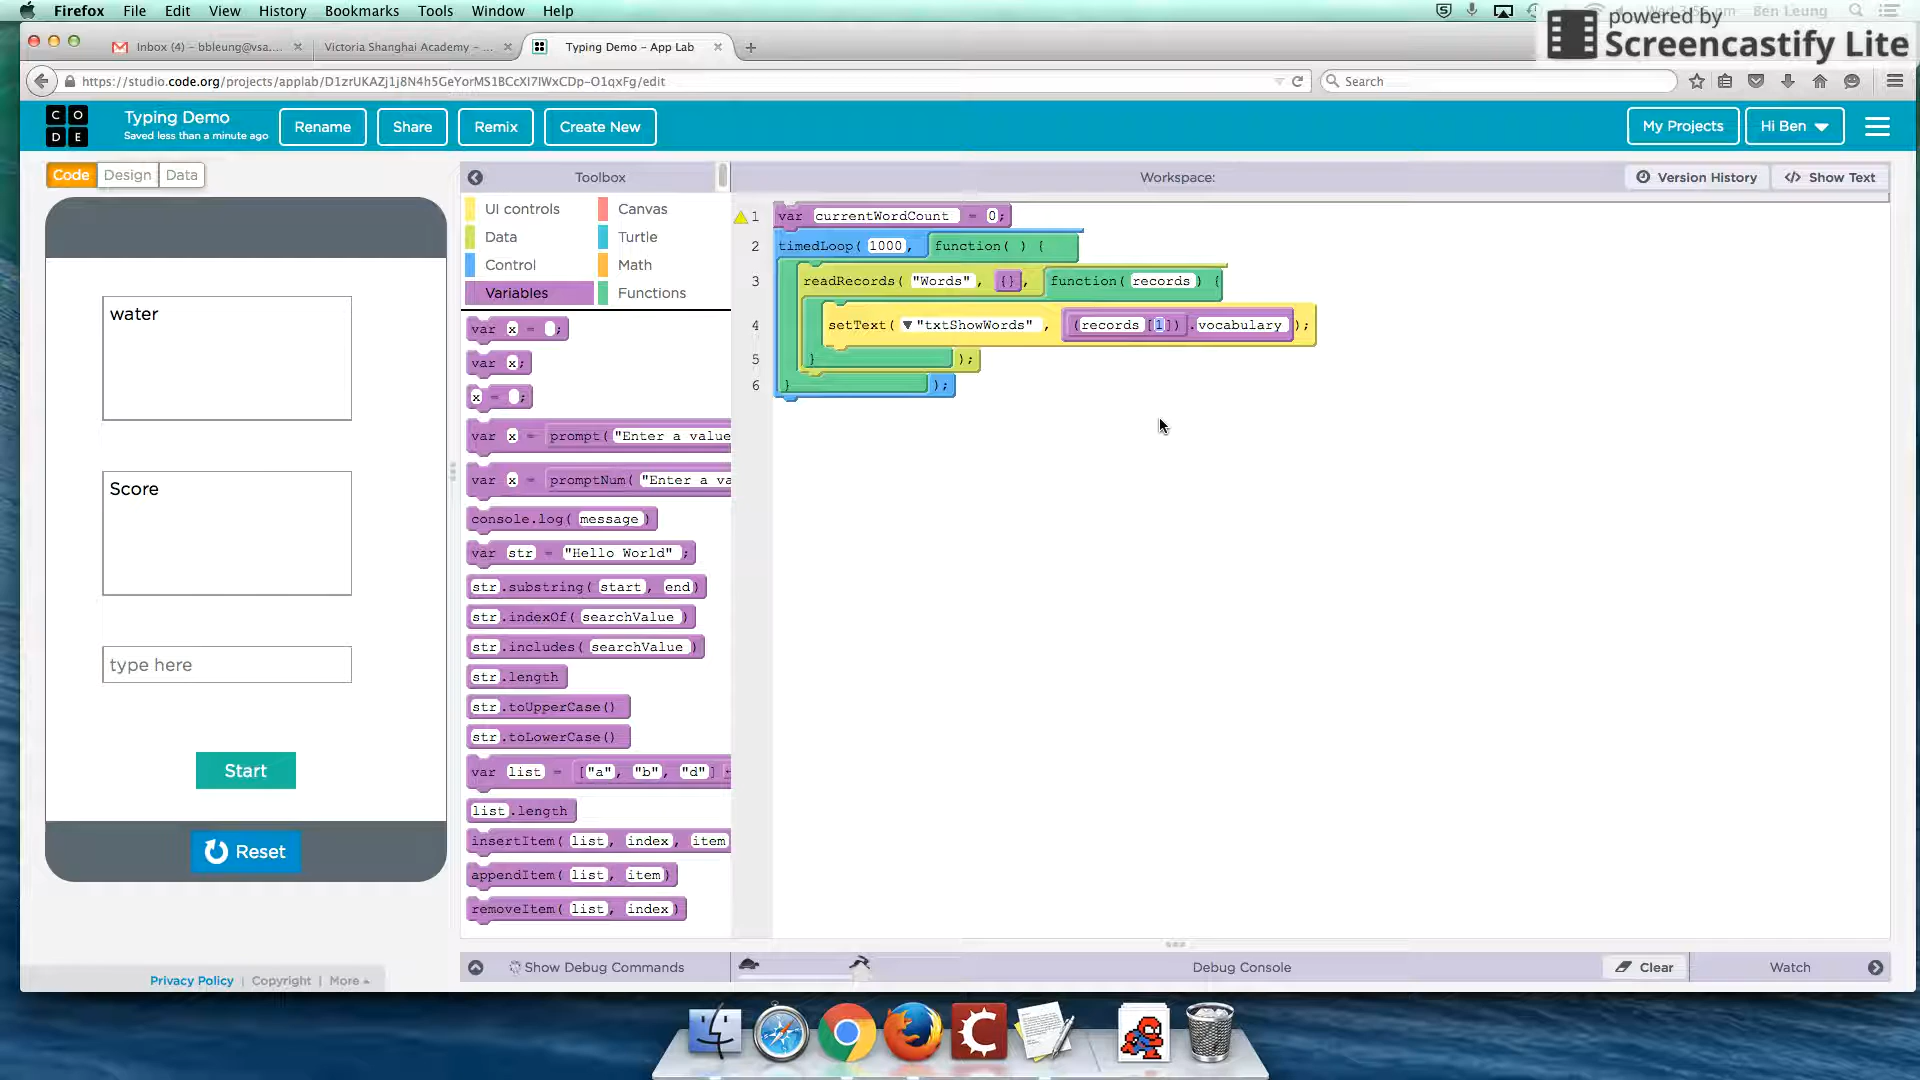 Firefox File Edit View History Bookmarks Tools Window Help
Ben Leung
powered by
Screencastify Lite
Inbox (4) – bbleung@vsa....
Victoria Shanghai Academy – ...
Typing Demo – App Lab
https://studio.code.org/projects/applab/D1zrUKAZj1j8N4h5GeYorMS1BCcXI7IWxCDp-O1qxFg/edit
Search
C O
D E
Typing Demo
Saved less than a minute ago
Rename
Share
Remix
Create New
My Projects
Hi Ben
Code
Design
Data
Toolbox
Workspace:
Version History
Show Text
water
Score
type here
Start
Reset
UI controls
Canvas
Data
Turtle
Control
Math
Variables
Functions
var x = ;
var x;
x = ;
var x = prompt("Enter a value
var x = promptNum("Enter a va
console.log(message)
var str = "Hello World";
str.substring(start, end)
str.indexOf(searchValue)
str.includes(searchValue)
str.length
str.toUpperCase()
str.toLowerCase()
var list = ["a", "b", "d"]
list.length
insertItem(list, index, item
appendItem(list, item)
removeItem(list, index)
1 var currentWordCount = 0;
2 timedLoop(1000, function( ) {
3 readRecords("Words", {}, function(records) {
4 setText("txtShowWords", (records[1]).vocabulary);
5 } );
6 } );
Privacy Policy | Copyright | More
Show Debug Commands
Debug Console
Clear
Watch